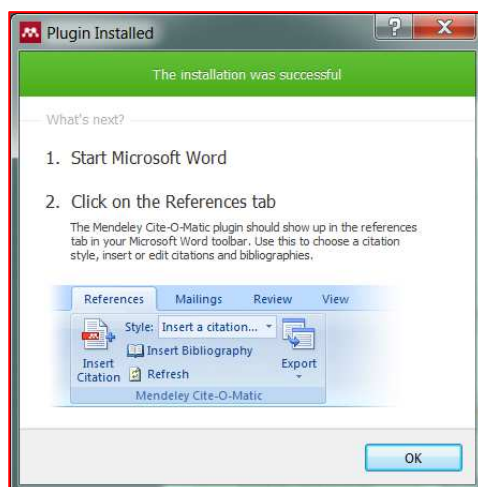 Plugin Installed
The installation was successful
What's next?
1. Start Microsoft Word
2. Click on the References tab
The Mendeley Cite-O-Matic plugin should show up in the references
tab in your Microsoft Word toolbar. Use this to choose a citation
style, insert or edit citations and bibliographies.
References Mailings Review View
Style: Insert a citation...
Insert Bibliography
Insert
Citation
Refresh
Export
Mendeley Cite-O-Matic
OK